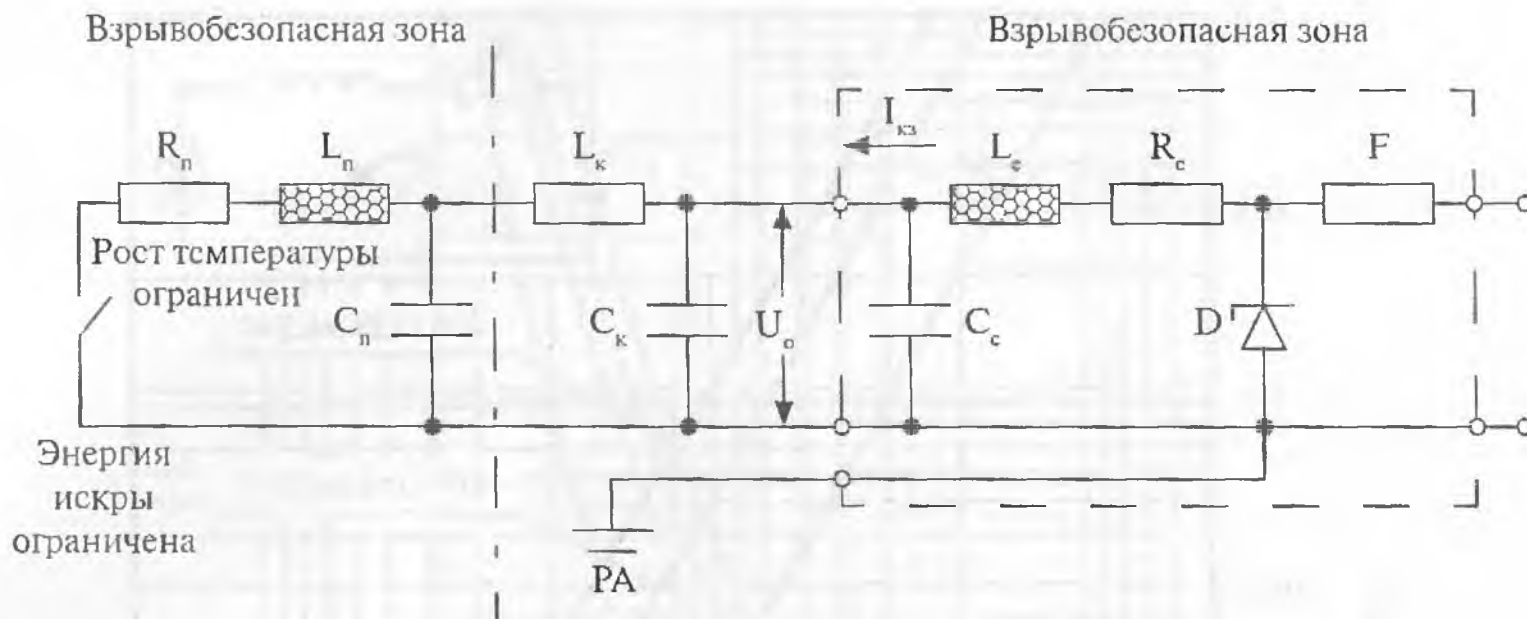 Взрывобезопасная зона
Взрывобезопасная зона
Iкз
Rп
Lп
Lк
Lс
Rс
F
Рост температуры
ограничен
Cп
Cк
Uo
Cс
D
Энергия
искры
ограничена
PA